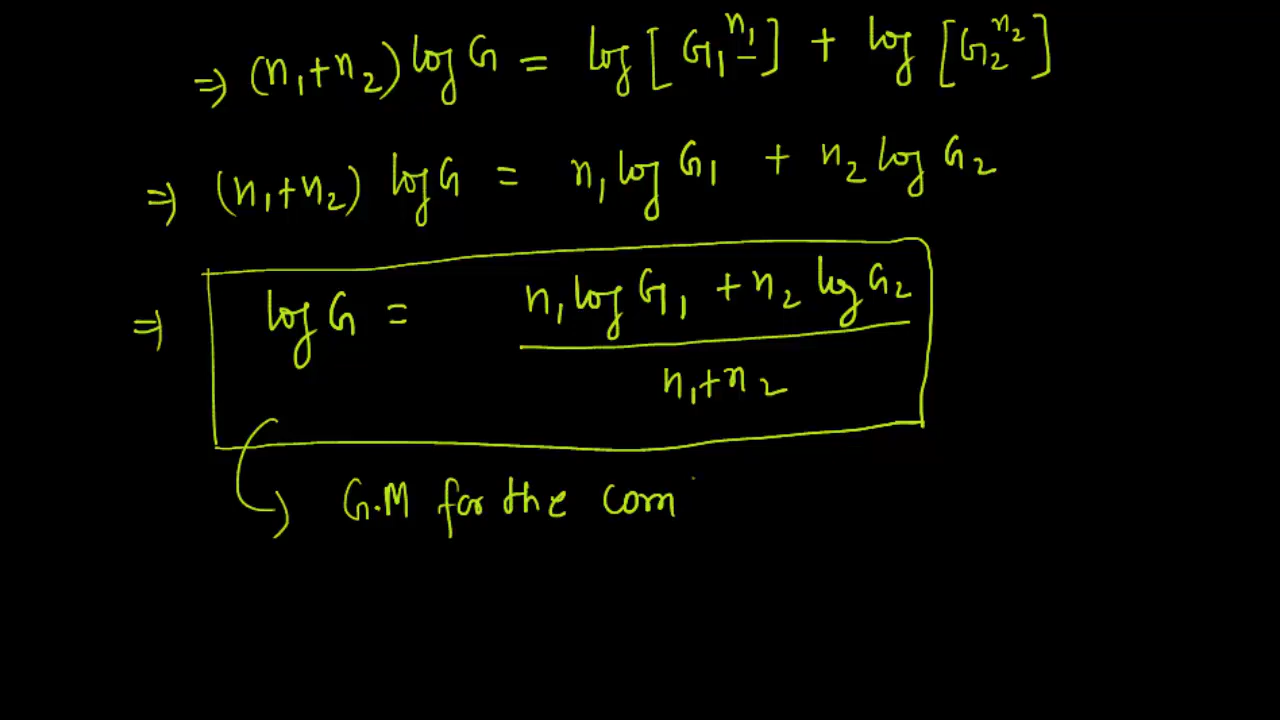 ⇒ (n₁+n₂) log G = log [G₁^n₁] + log [G₂^n₂]
⇒ (n₁+n₂) log G = n₁ log G₁ + n₂ log G₂
⇒ log G = (n₁ log G₁ + n₂ log G₂) / (n₁+n₂)
G.M for the com